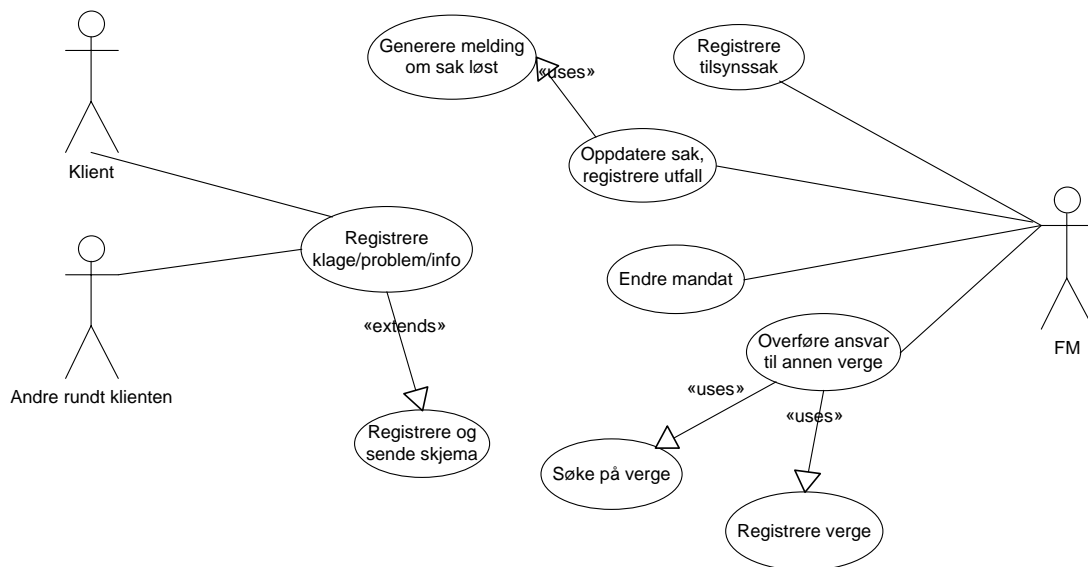 Generere melding
om sak løst
Registrere
tilsynssak
«uses»
Oppdatere sak,
registrere utfall
Klient
Registrere
klage/problem/info
Endre mandat
«extends»
Overføre ansvar
til annen verge
FM
Andre rundt klienten
«uses»
«uses»
Registrere og
sende skjema
Søke på verge
Registrere verge